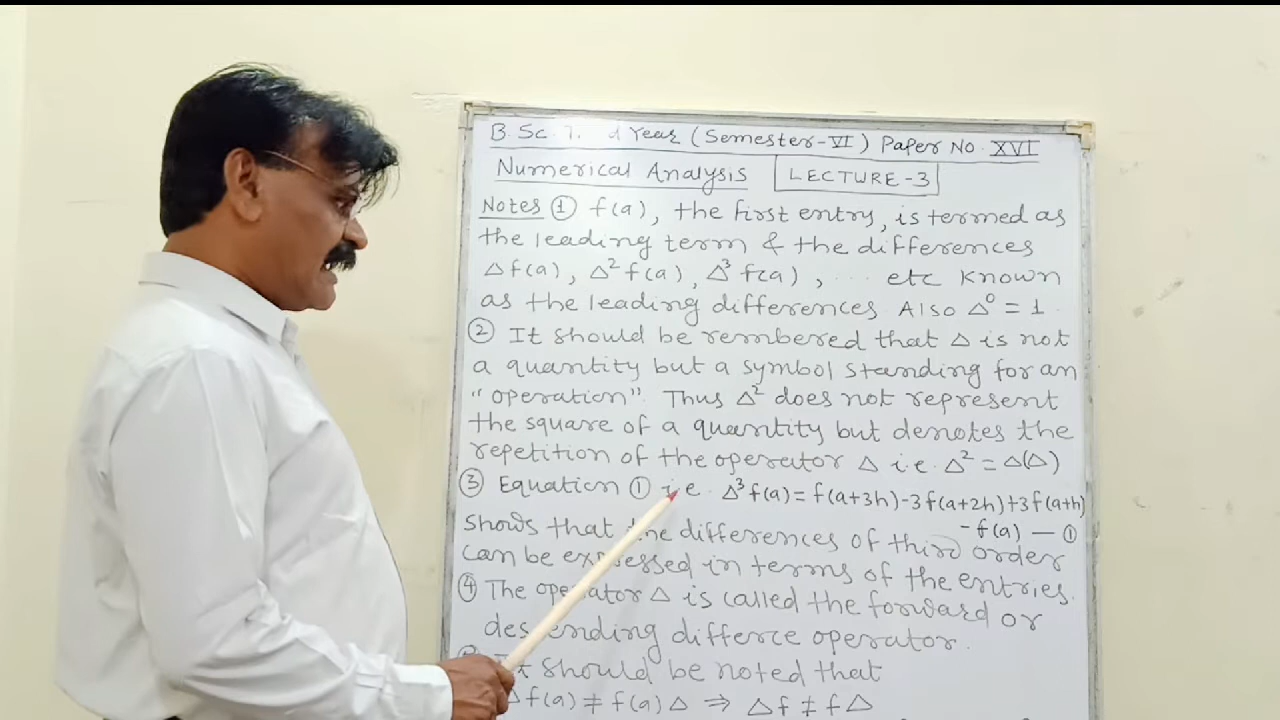 B.Sc. T. d Year (Semester-VI) Paper No. XVI
Numerical Analysis LECTURE-3
Notes ① f(a), the first entry, is termed as
the leading term & the differences
Δf(a), Δ²f(a), Δ³f(a), ... etc known
as the leading differences Also Δ⁰ = 1.
② It should be rembered that Δ is not
a quantity but a symbol standing for an
"operation". Thus Δ² does not represent
the square of a quantity but denotes the
repetition of the operator Δ i.e. Δ² = Δ(Δ)
③ Equation ① i.e. Δ³f(a) = f(a+3h)-3f(a+2h)+3f(a+h)
-f(a) — ①
shows that the differences of third order
can be expressed in terms of the entries.
④ The operator Δ is called the forward or
descending differce operator.
It should be noted that
Δf(a) ≠ f(a)Δ ⇒ Δf ≠ fΔ